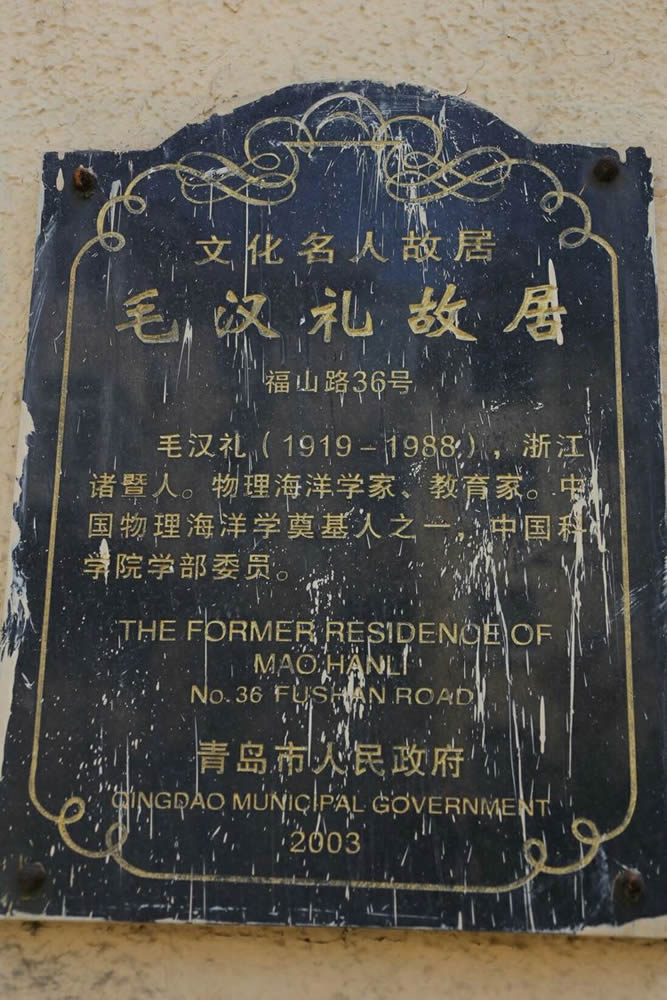 文化名人故居
毛汉礼故居
福山路36号
毛汉礼（1919－1988），浙江
诸暨人。物理海洋学家、教育家。中
国物理海洋学奠基人之一，中国科
学院学部委员。
THE FORMER RESIDENCE OF
MAO HANLI
No.36 FUSHAN ROAD
青岛市人民政府
QINGDAO MUNICIPAL GOVERNMENT
2003